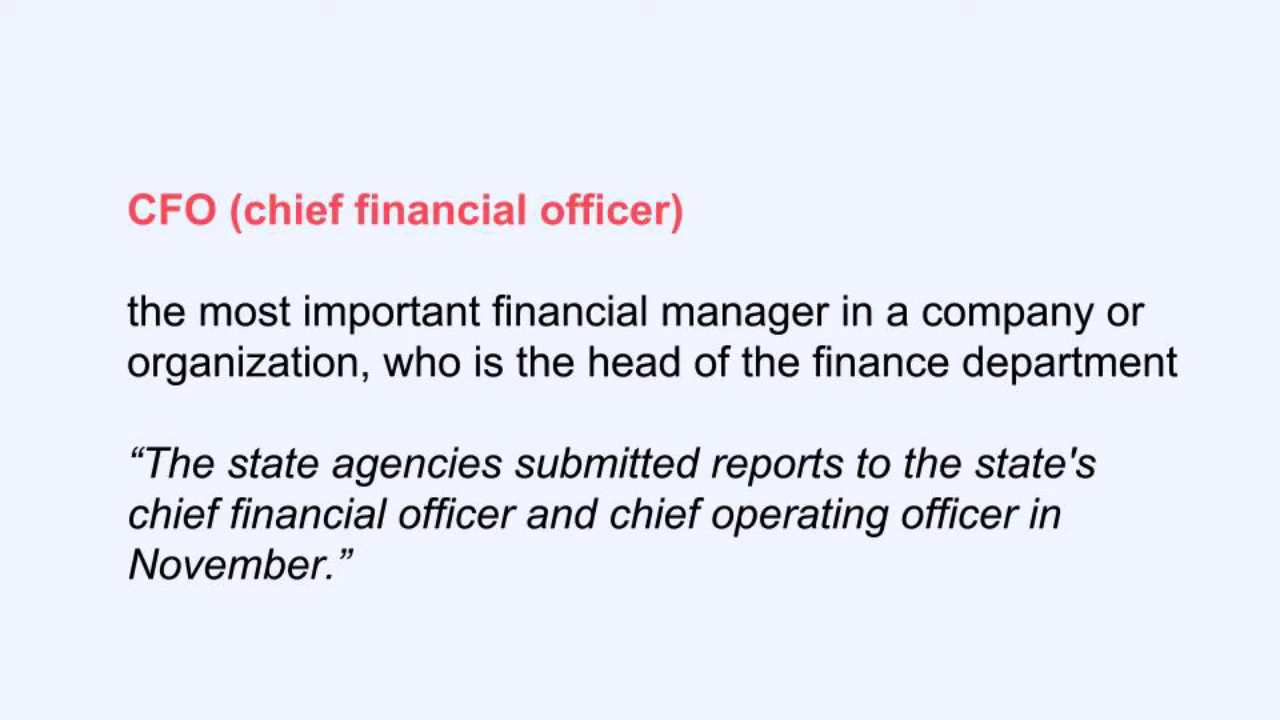 CFO (chief financial officer)
the most important financial manager in a company or
organization, who is the head of the finance department
“The state agencies submitted reports to the state's
chief financial officer and chief operating officer in
November.”